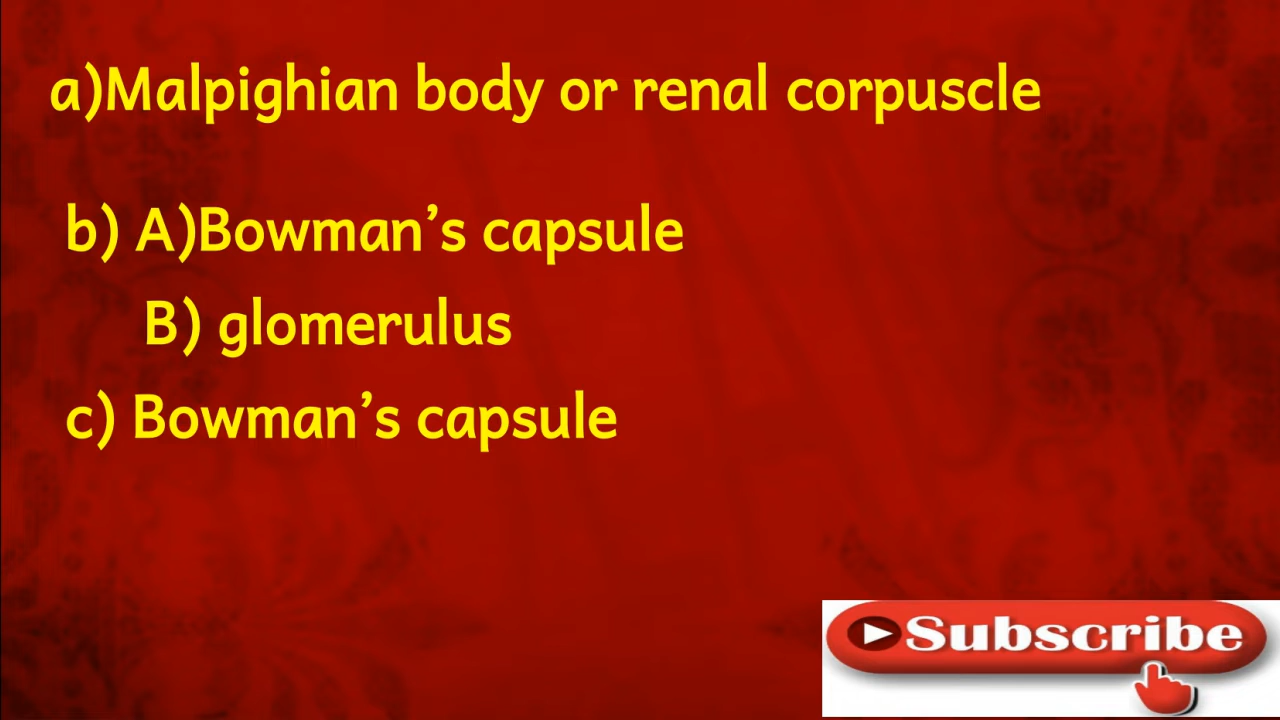 a)Malpighian body or renal corpuscle
b) A)Bowman’s capsule
B) glomerulus
c) Bowman’s capsule
Subscribe